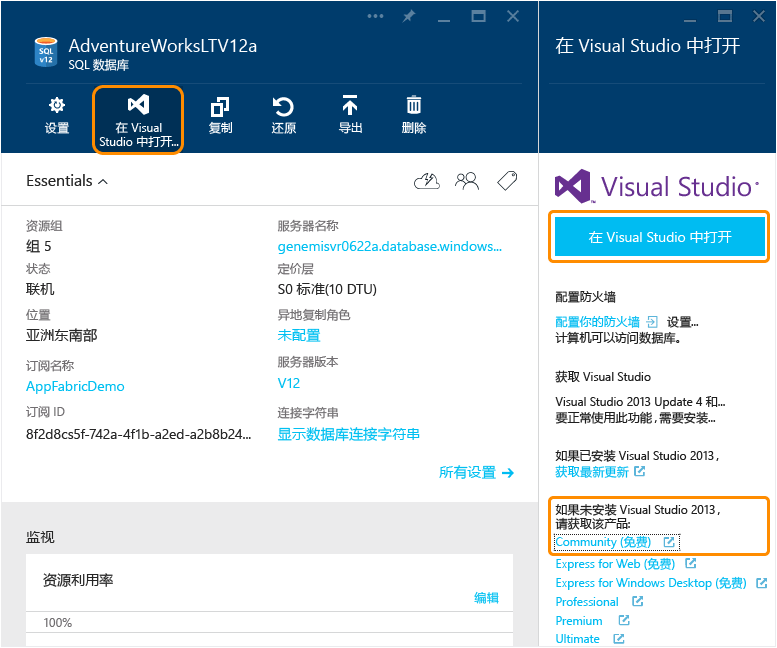 AdventureWorksLTV12a
SQL 数据库
SQL
v12
设置
在 Visual
Studio 中打开...
复制
还原
导出
删除
Essentials
资源组
组 5
状态
联机
位置
亚洲东南部
订阅名称
AppFabricDemo
订阅 ID
8f2d8cs5f-742a-4f1b-a2ed-a2b8b24...
服务器名称
genemisvr0622a.database.windows...
定价层
S0 标准(10 DTU)
异地复制角色
未配置
服务器版本
V12
连接字符串
显示数据库连接字符串
所有设置
监视
资源利用率
编辑
100%
在 Visual Studio 中打开
Visual Studio
在 Visual Studio 中打开
配置防火墙
配置你的防火墙 设置...
计算机可以访问数据库。
获取 Visual Studio
Visual Studio 2013 Update 4 和...
要正常使用此功能，需要安装...
如果已安装 Visual Studio 2013，
获取最新更新
如果未安装 Visual Studio 2013，
请获取该产品:
Community (免费)
Express for Web (免费)
Express for Windows Desktop (免费)
Professional
Premium
Ultimate